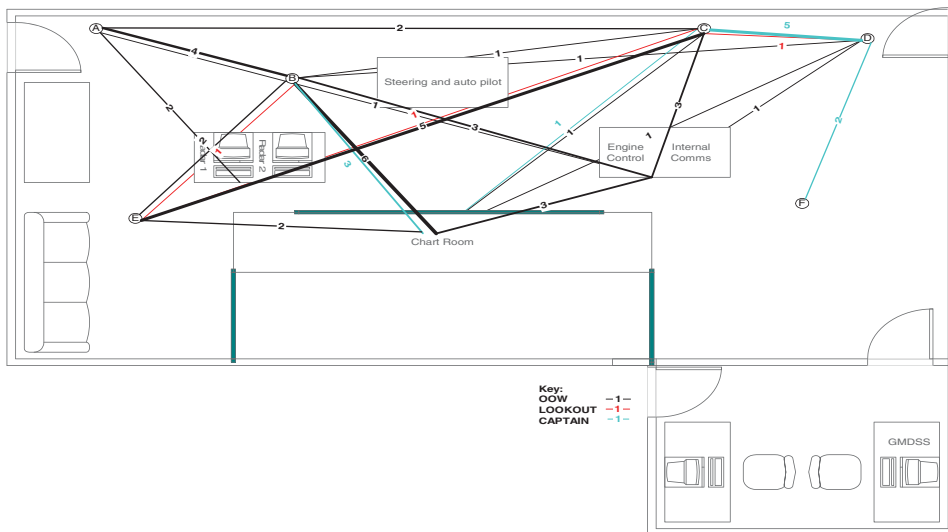 A
2
C
5
D
4
1
1
1
B
Steering and auto pilot
1
3
3
1
2
1
5
1
1
1
2
2
1
Engine
Control
Internal
Comms
1
Radar 2
6
3
E
2
3
F
Chart Room
Key:
OOW -1-
LOOKOUT -1-
CAPTAIN -1-
GMDSS